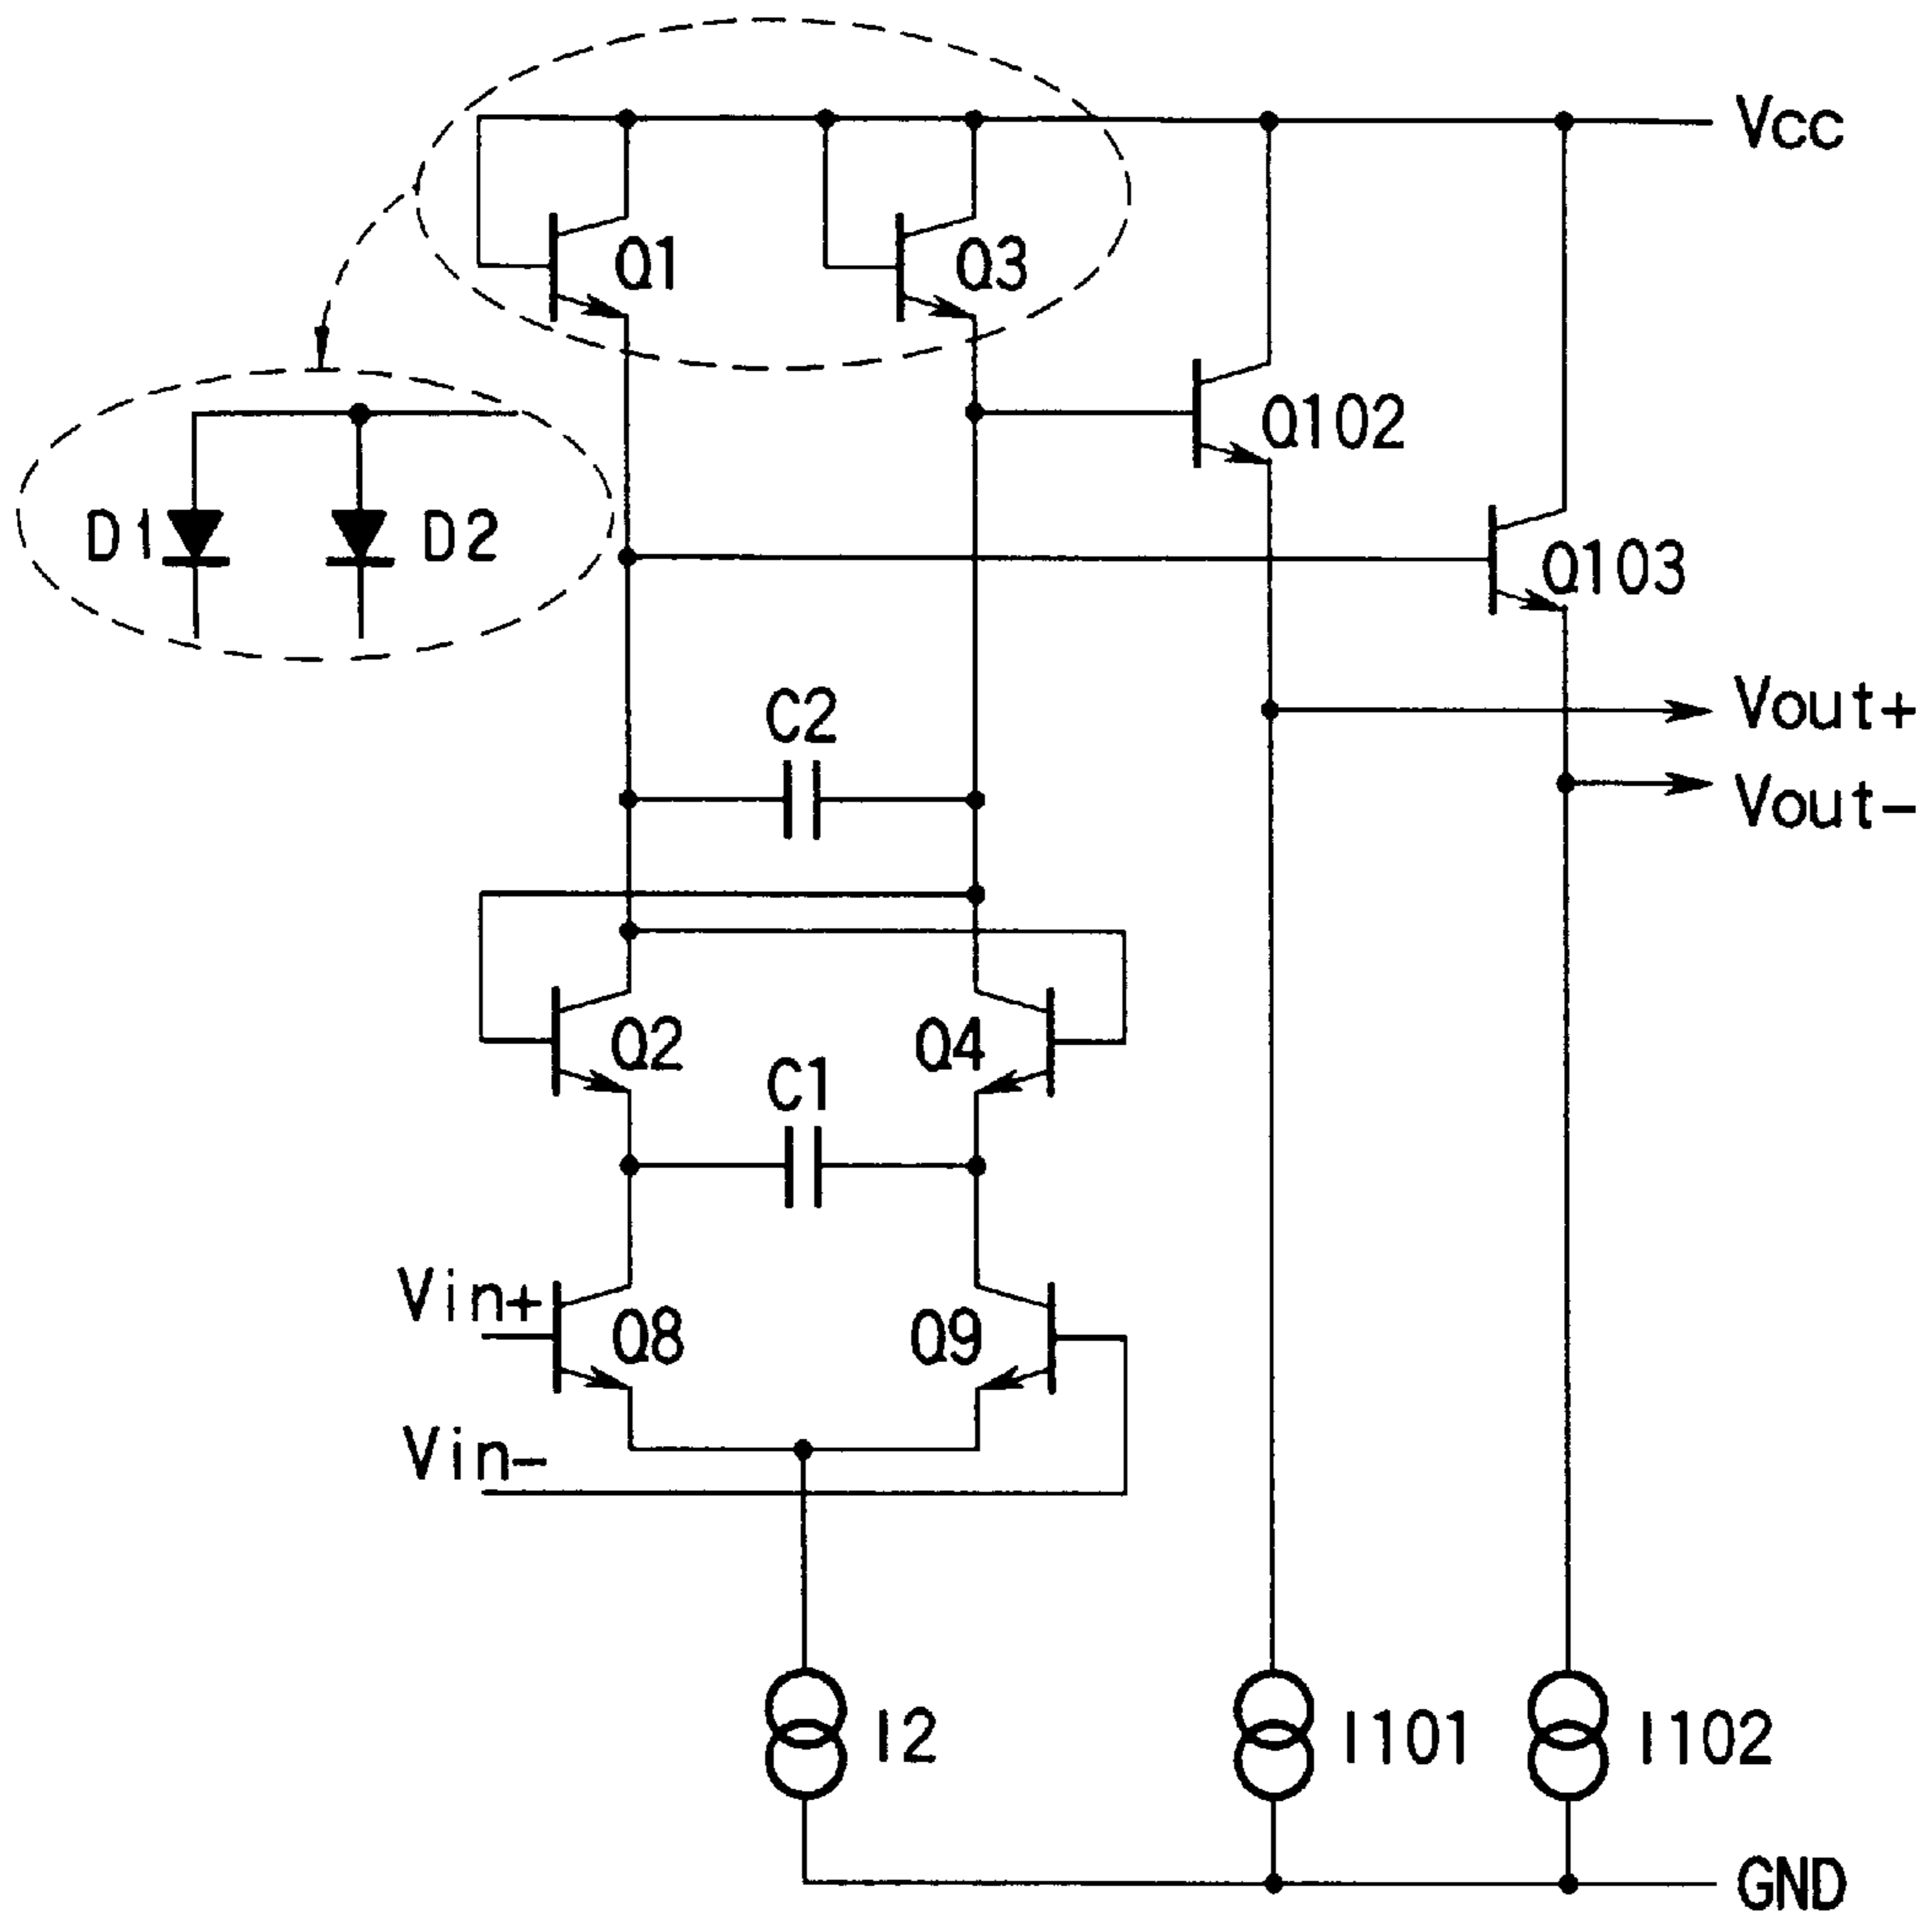 Vcc
Q1
Q3
Q102
D1
D2
Q103
Vout+
C2
Vout-
Q2
Q4
C1
Vin+
Q8
Q9
Vin-
I2
I101
I102
GND